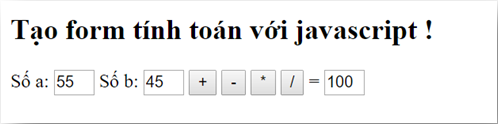 Tạo form tính toán với javascript !
Số a: 55 Số b: 45 + - * / = 100